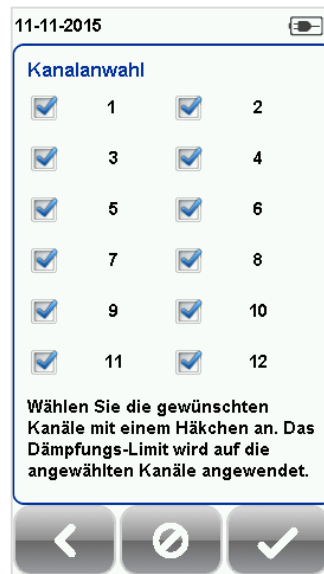 11-11-2015
Kanalanwahl
1 2
3 4
5 6
7 8
9 10
11 12
Wählen Sie die gewünschten
Kanäle mit einem Häkchen an. Das
Dämpfungs-Limit wird auf die
angewählten Kanäle angewendet.